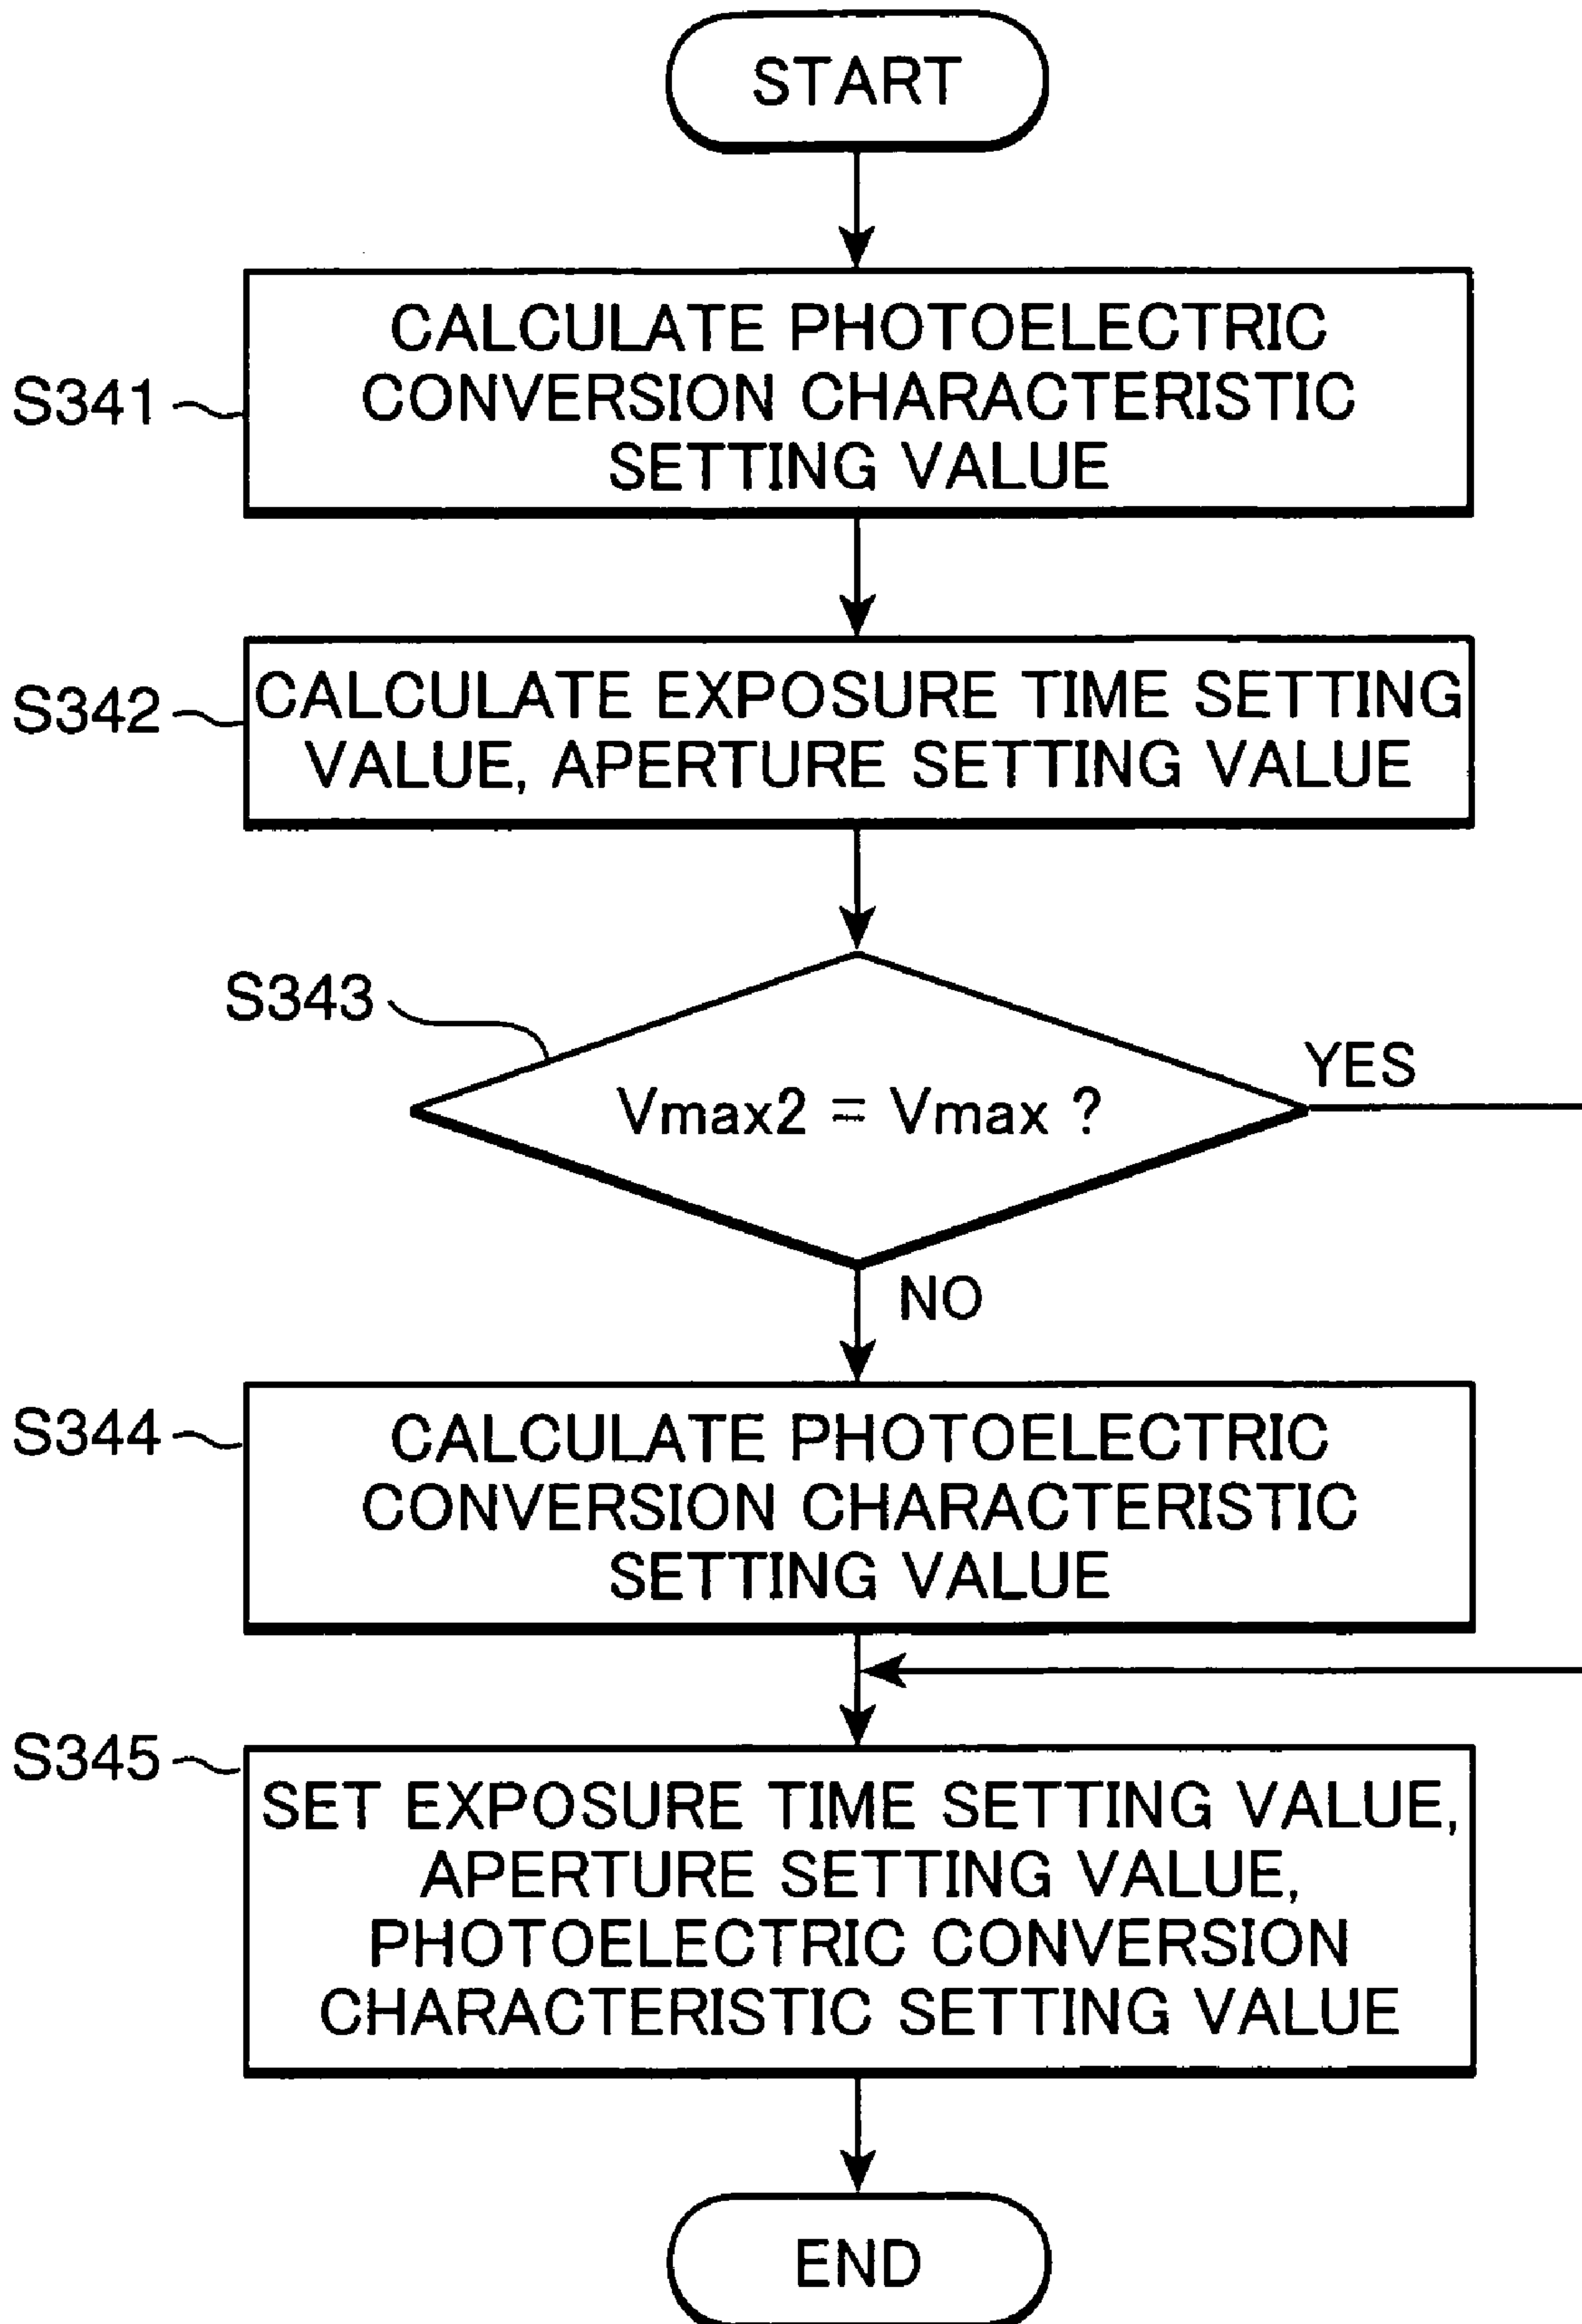 START
CALCULATE PHOTOELECTRIC
CONVERSION CHARACTERISTIC
SETTING VALUE
S341
CALCULATE EXPOSURE TIME SETTING
VALUE, APERTURE SETTING VALUE
S342
S343
Vmax2 = Vmax ?
YES
NO
S344
CALCULATE PHOTOELECTRIC
CONVERSION CHARACTERISTIC
SETTING VALUE
S345
SET EXPOSURE TIME SETTING VALUE,
APERTURE SETTING VALUE,
PHOTOELECTRIC CONVERSION
CHARACTERISTIC SETTING VALUE
END